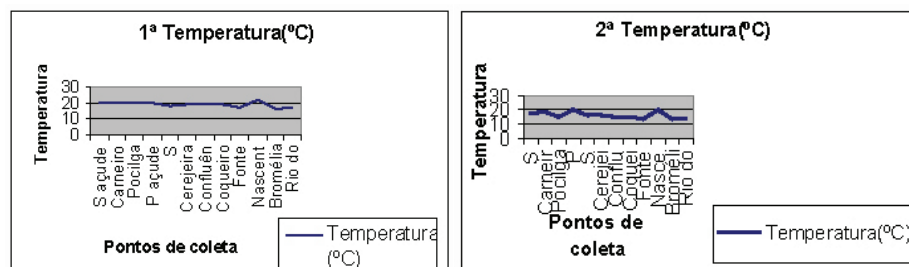 1ª Temperatura(ºC)
Temperatura
30
20
10
0
S açude
Carneiro
Pocilga
P açude
S
Cerejeira
Confluên
Coqueiro
Fonte
Nascent
Bromélia
Rio do
Pontos de coleta
Temperatura
(ºC)
2ª Temperatura(ºC)
Temperatura
30
20
10
0
S
Carneir
Pocilga
P
S.
Cerejei
Conflu
Coquei
Fonte
Nasce
Broméli
Rio do
Pontos de
coleta
Temperatura(ºC)